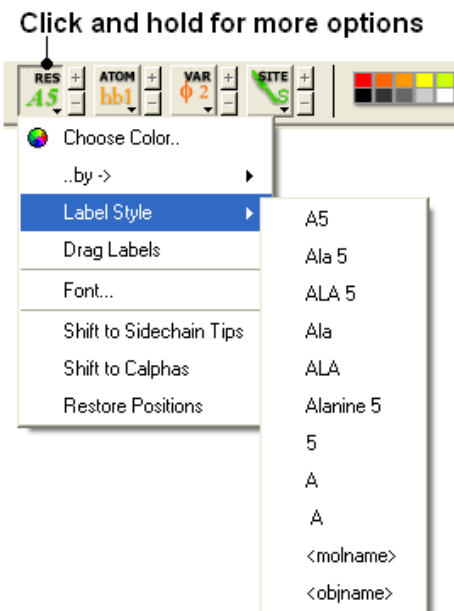 Click and hold for more options
RES + ATOM + VAR + SITE +
A5 - hb1 - ϕ 2 - S -
Choose Color..
..by ->
Label Style
Drag Labels
Font...
Shift to Sidechain Tips
Shift to Calphas
Restore Positions
A5
Ala 5
ALA 5
Ala
ALA
Alanine 5
5
A
A
<molname>
<objname>